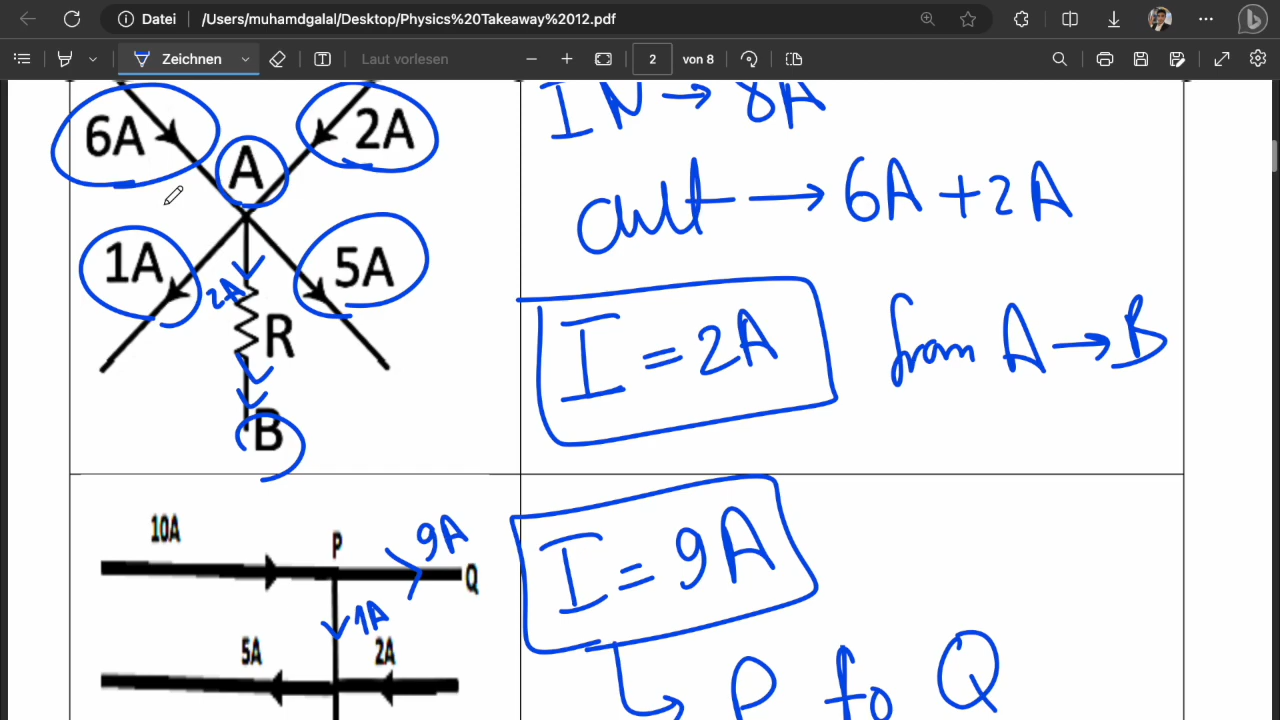 Datei /Users/muhamdgalal/Desktop/Physics%20Takeaway%2012.pdf
Zeichnen Laut vorlesen 2 von 8
IN → 8A
6A A 2A
out → 6A + 2A
1A 2A 5A
R
I = 2A from A → B
B
10A P 9A Q
I = 9A
1A
5A 2A
P to Q